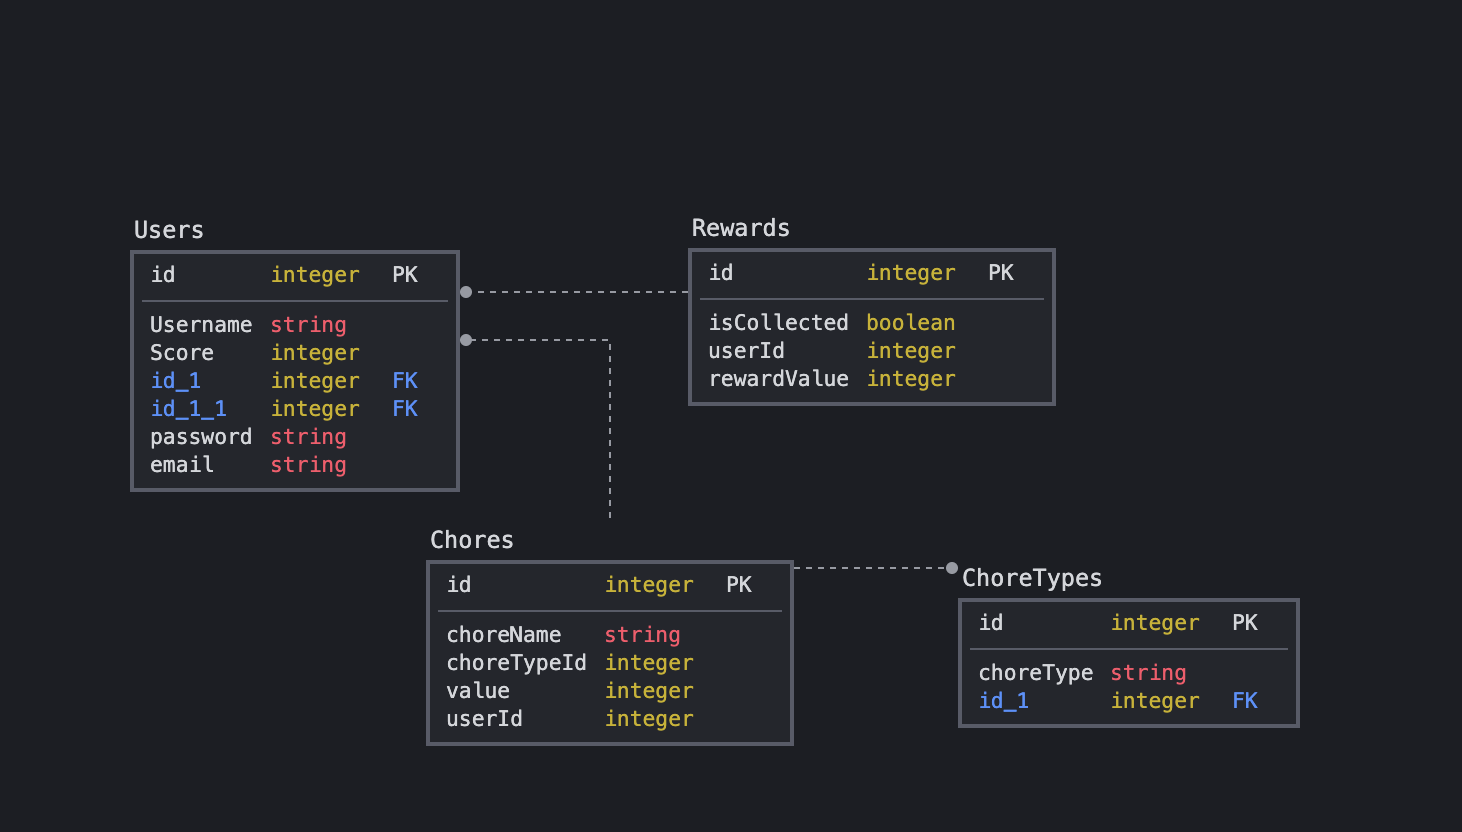 Users
id integer PK
Username string
Score integer
id_1 integer FK
id_1_1 integer FK
password string
email string
Rewards
id integer PK
isCollected boolean
userId integer
rewardValue integer
Chores
id integer PK
choreName string
choreTypeId integer
value integer
userId integer
ChoreTypes
id integer PK
choreType string
id_1 integer FK